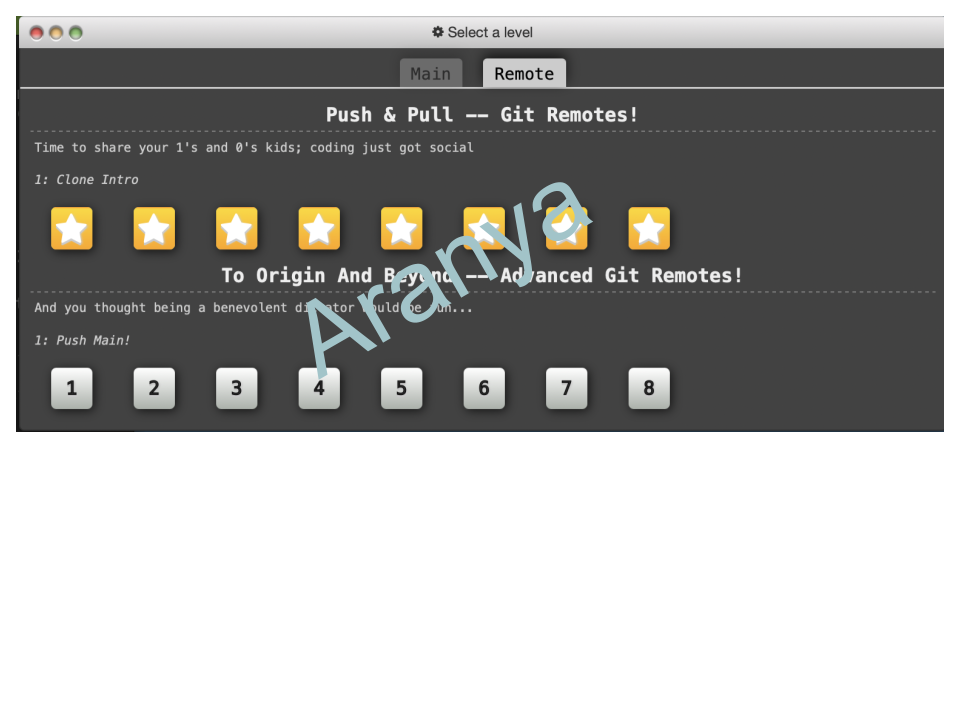 Select a level
Main Remote
Push & Pull -- Git Remotes!
Time to share your 1's and 0's kids; coding just got social
1: Clone Intro
To Origin And Beyond -- Advanced Git Remotes!
And you thought being a benevolent dictator would be fun...
1: Push Main!
1 2 3 4 5 6 7 8
Aranya